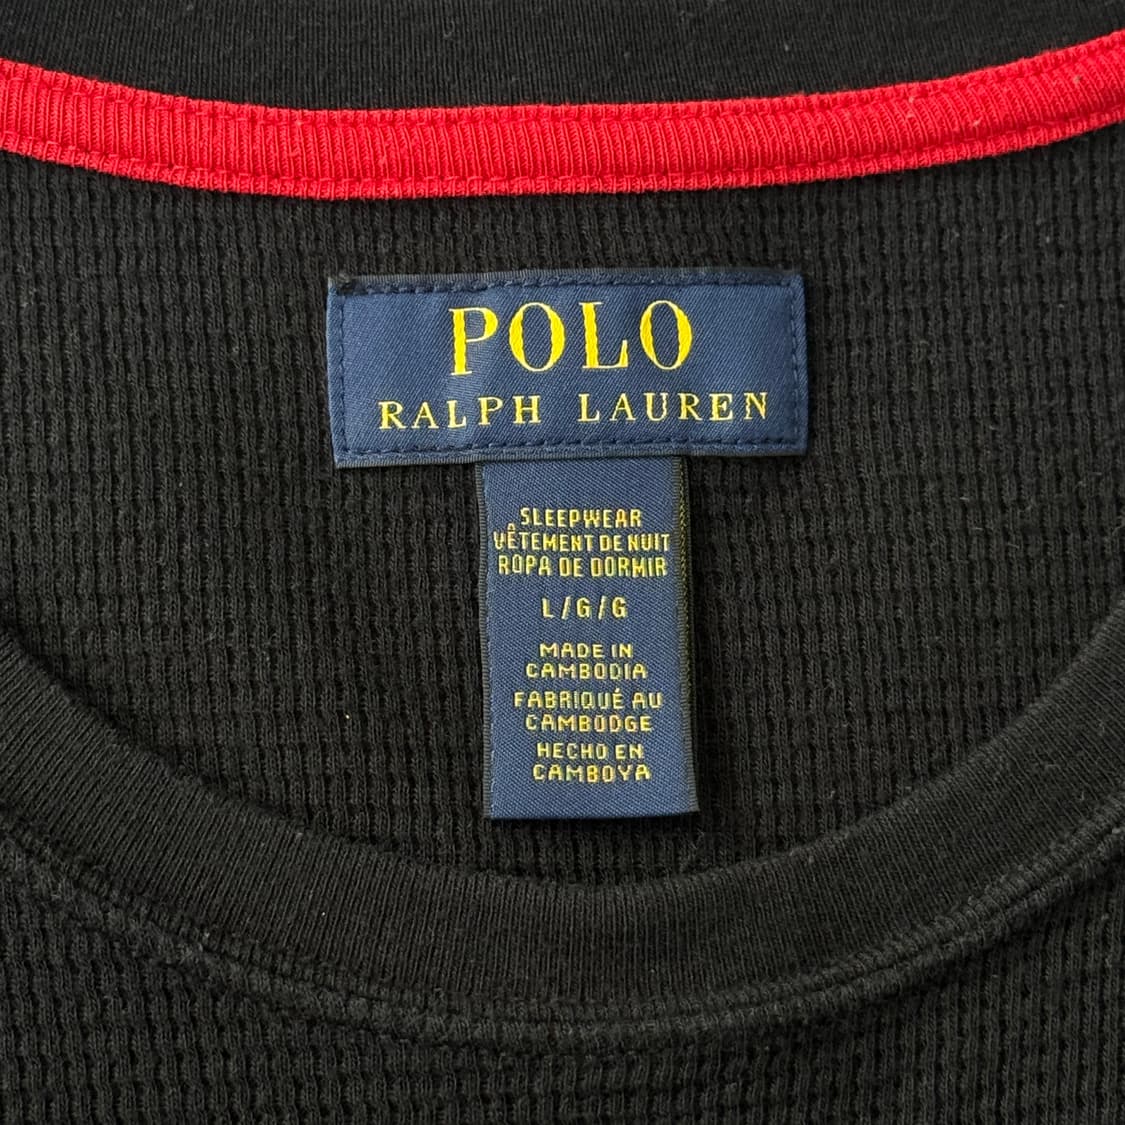 POLO
RALPH LAUREN
SLEEPWEAR
VÊTEMENT DE NUIT
ROPA DE DORMIR
L/G/G
MADE IN
CAMBODIA
FABRIQUÉ AU
CAMBODGE
HECHO EN
CAMBOYA